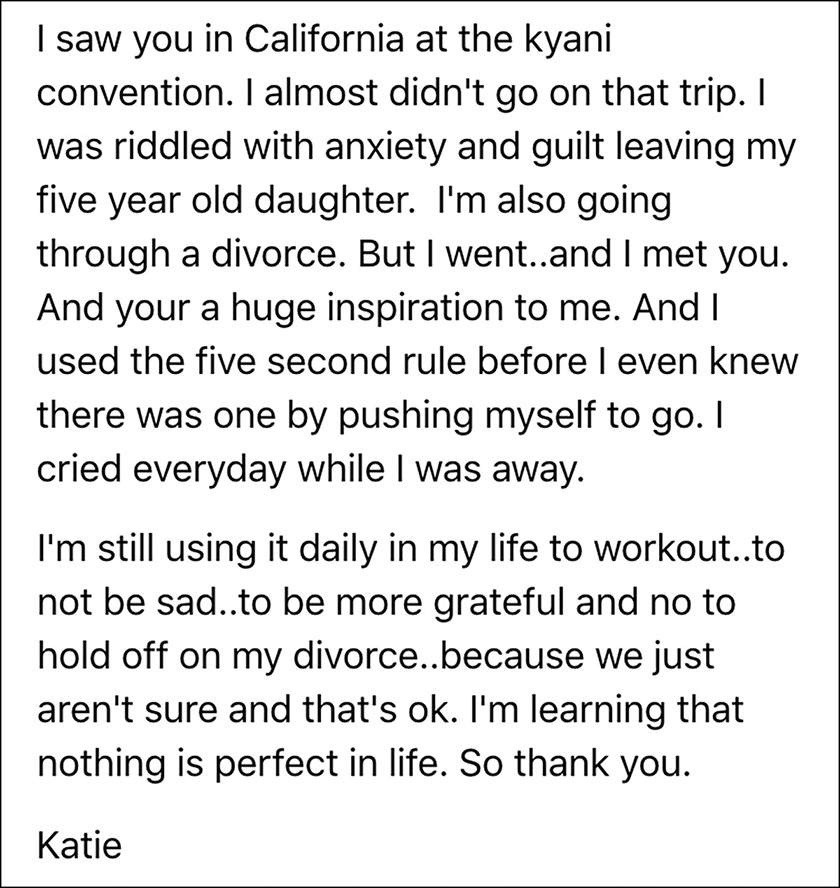 I saw you in California at the kyani
convention. I almost didn't go on that trip. I
was riddled with anxiety and guilt leaving my
five year old daughter.  I'm also going
through a divorce. But I went..and I met you.
And your a huge inspiration to me. And I
used the five second rule before I even knew
there was one by pushing myself to go. I
cried everyday while I was away.
I'm still using it daily in my life to workout..to
not be sad..to be more grateful and no to
hold off on my divorce..because we just
aren't sure and that's ok. I'm learning that
nothing is perfect in life. So thank you.
Katie